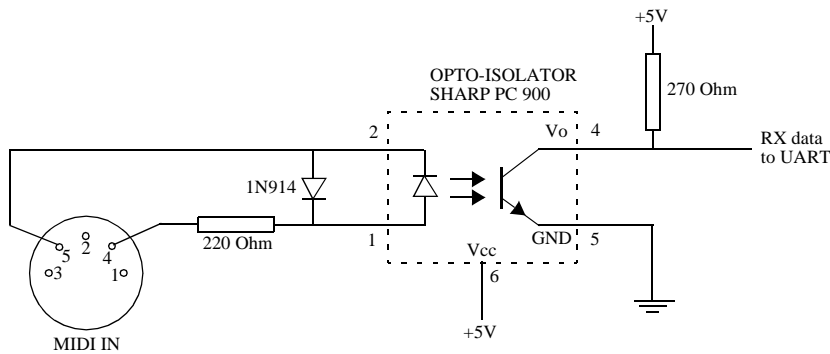 +5V
OPTO-ISOLATOR
SHARP PC 900
270 Ohm
2
Vo
4
RX data
to UART
1N914
220 Ohm
1
GND
5
Vcc
6
+5V
5
2
4
3
1
MIDI IN